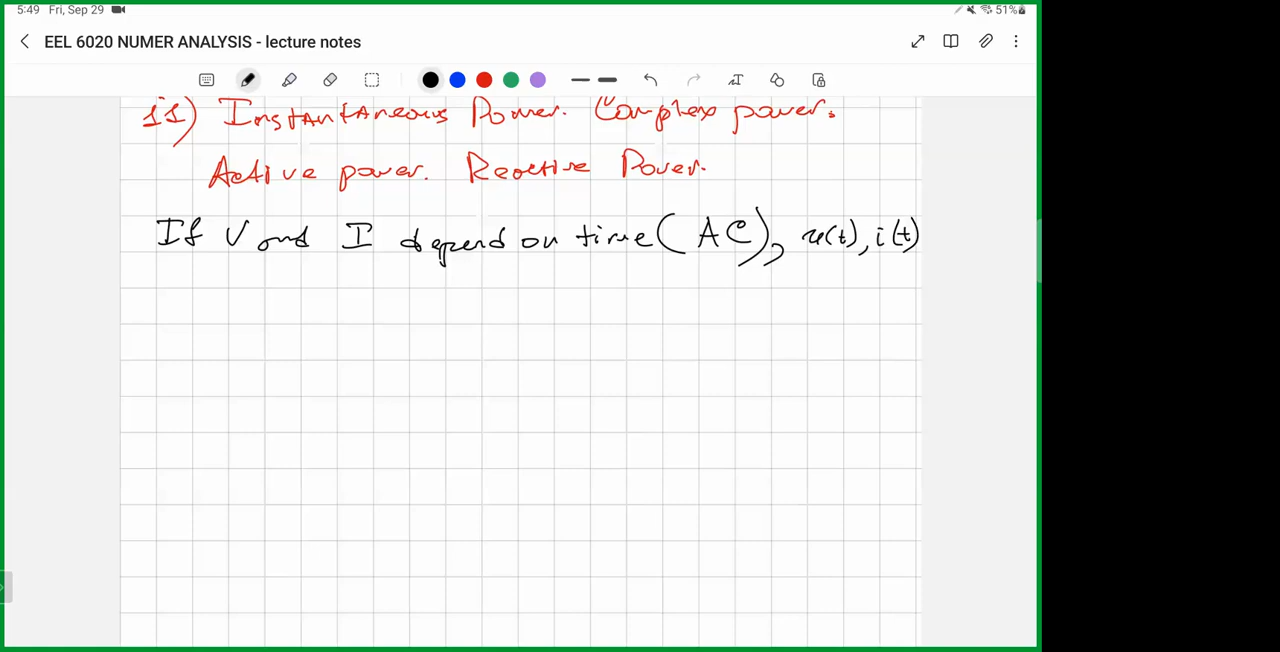 5:49 Fri, Sep 29 51%
EEL 6020 NUMER ANALYSIS - lecture notes
11) Instantaneous Power. Complex power.
Active power. Reactive Power.
If V and I depend on time (AC), v(t), i(t)